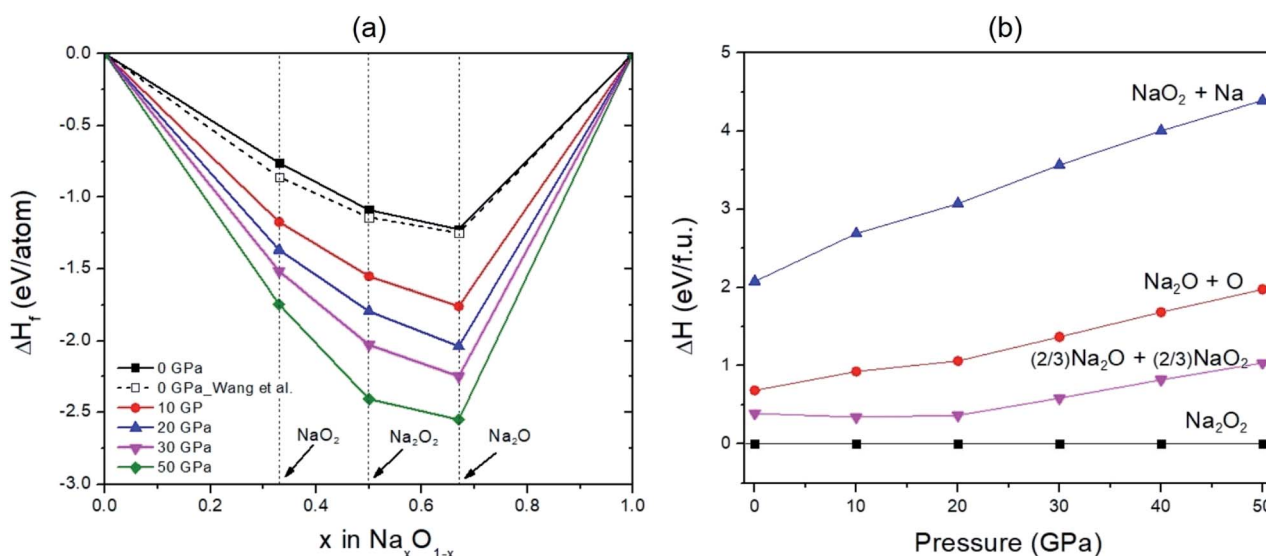 (a)
0.0
-0.5
-1.0
-1.5
-2.0
-2.5
-3.0
ΔH_f (eV/atom)
0 GPa
0 GPa_Wang et al.
10 GP
20 GPa
30 GPa
50 GPa
NaO₂
Na₂O₂
Na₂O
0.0 0.2 0.4 0.6 0.8 1.0
x in NaₓO₁₋ₓ
(b)
5
4
3
2
1
0
ΔH (eV/f.u.)
NaO₂ + Na
Na₂O + O
(2/3)Na₂O + (2/3)NaO₂
Na₂O₂
0 10 20 30 40 50
Pressure (GPa)